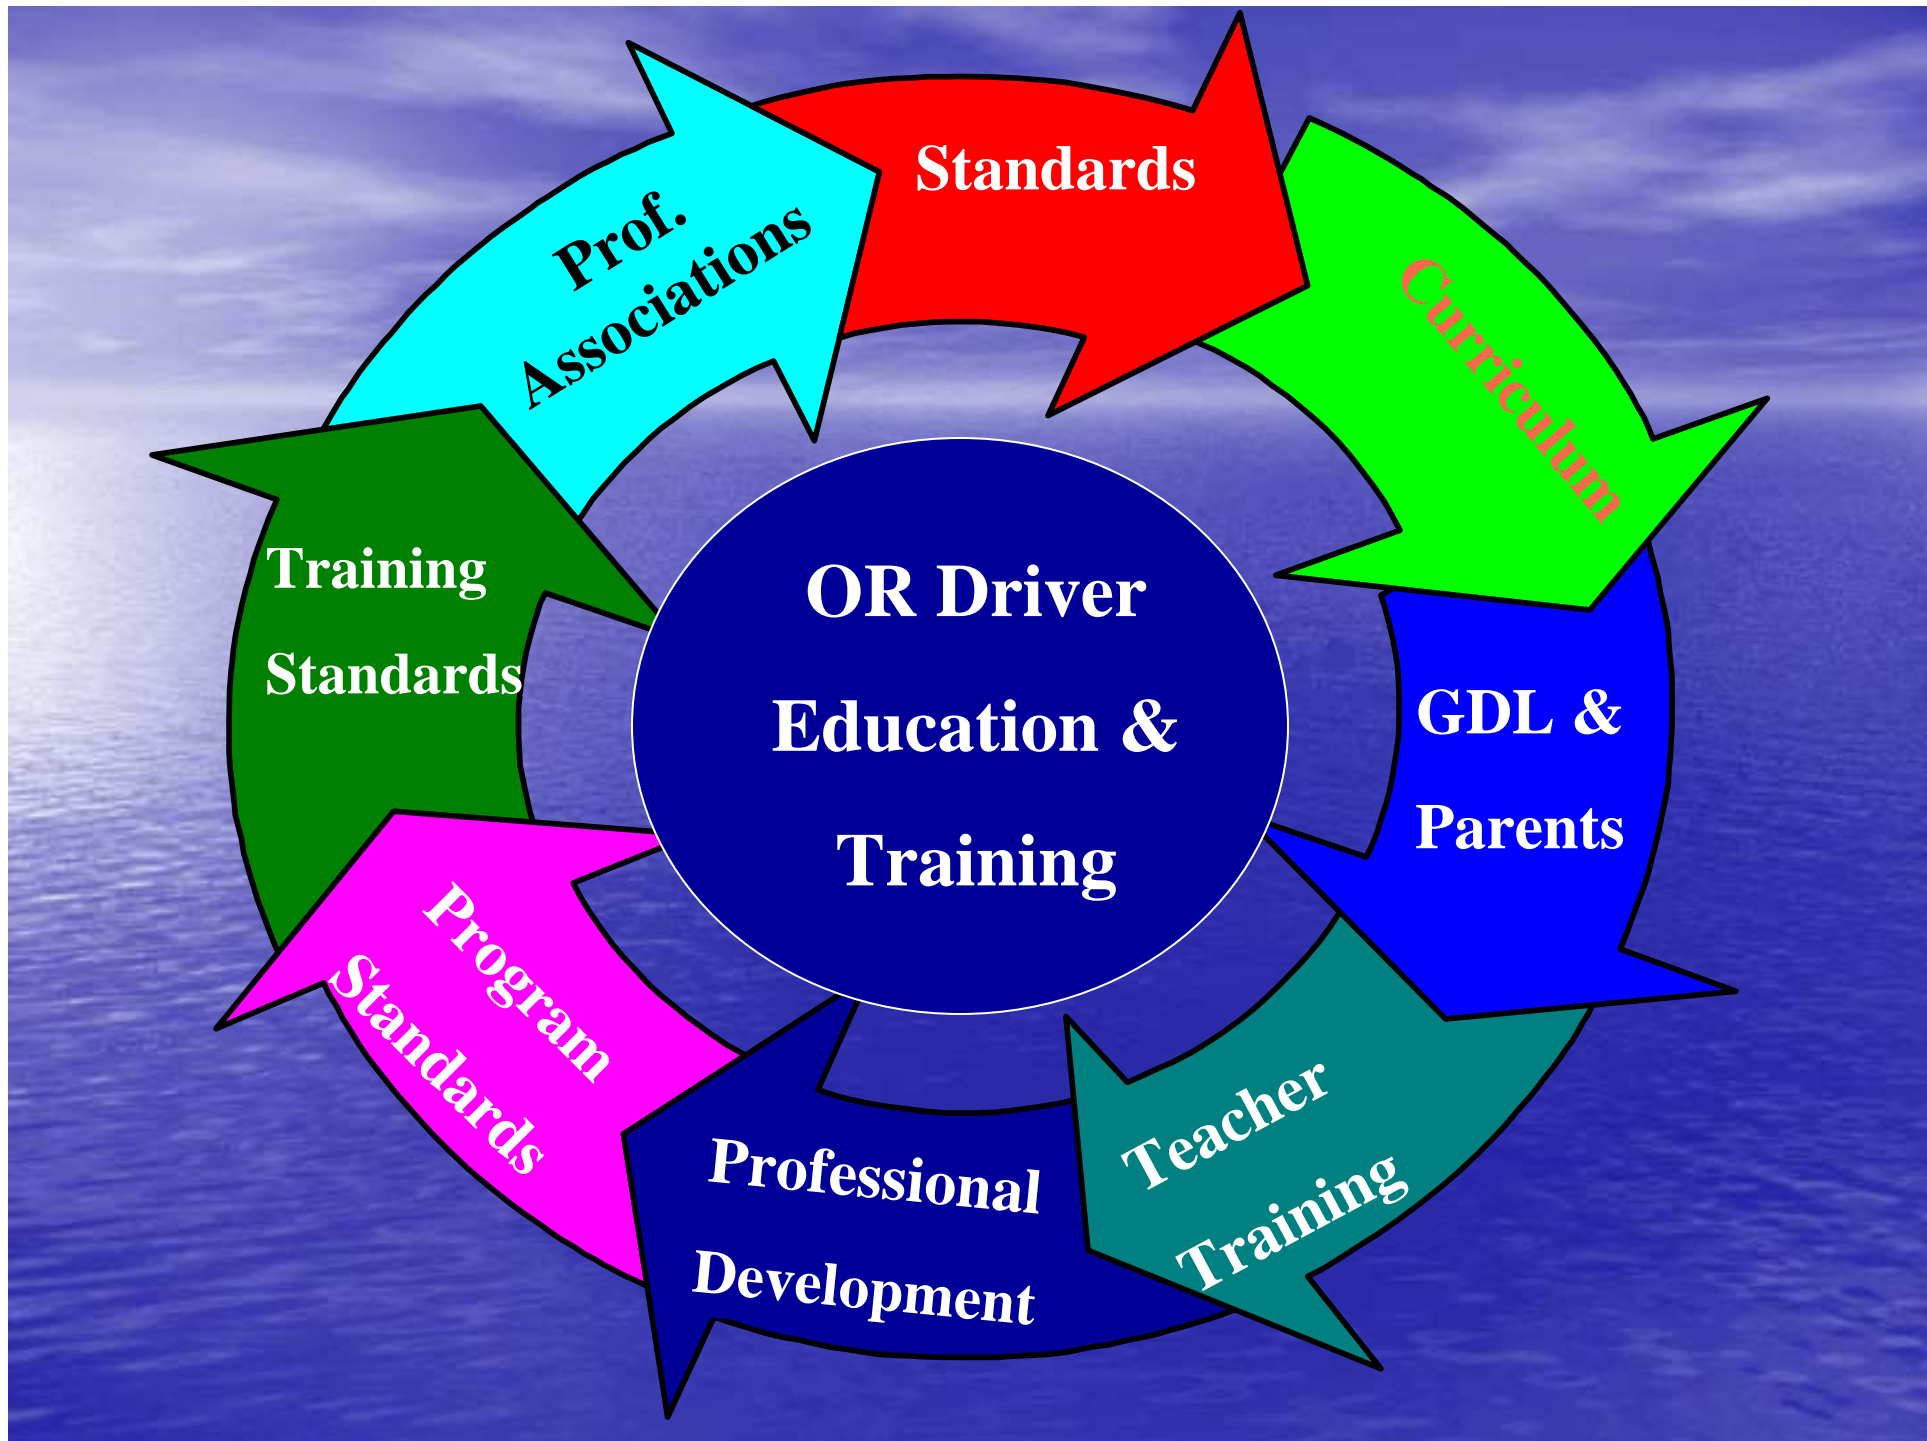 Standards
Curriculum
GDL &
Parents
Teacher
Training
Professional
Development
Program
Standards
Training
Standards
Prof.
Associations
OR Driver
Education &
Training